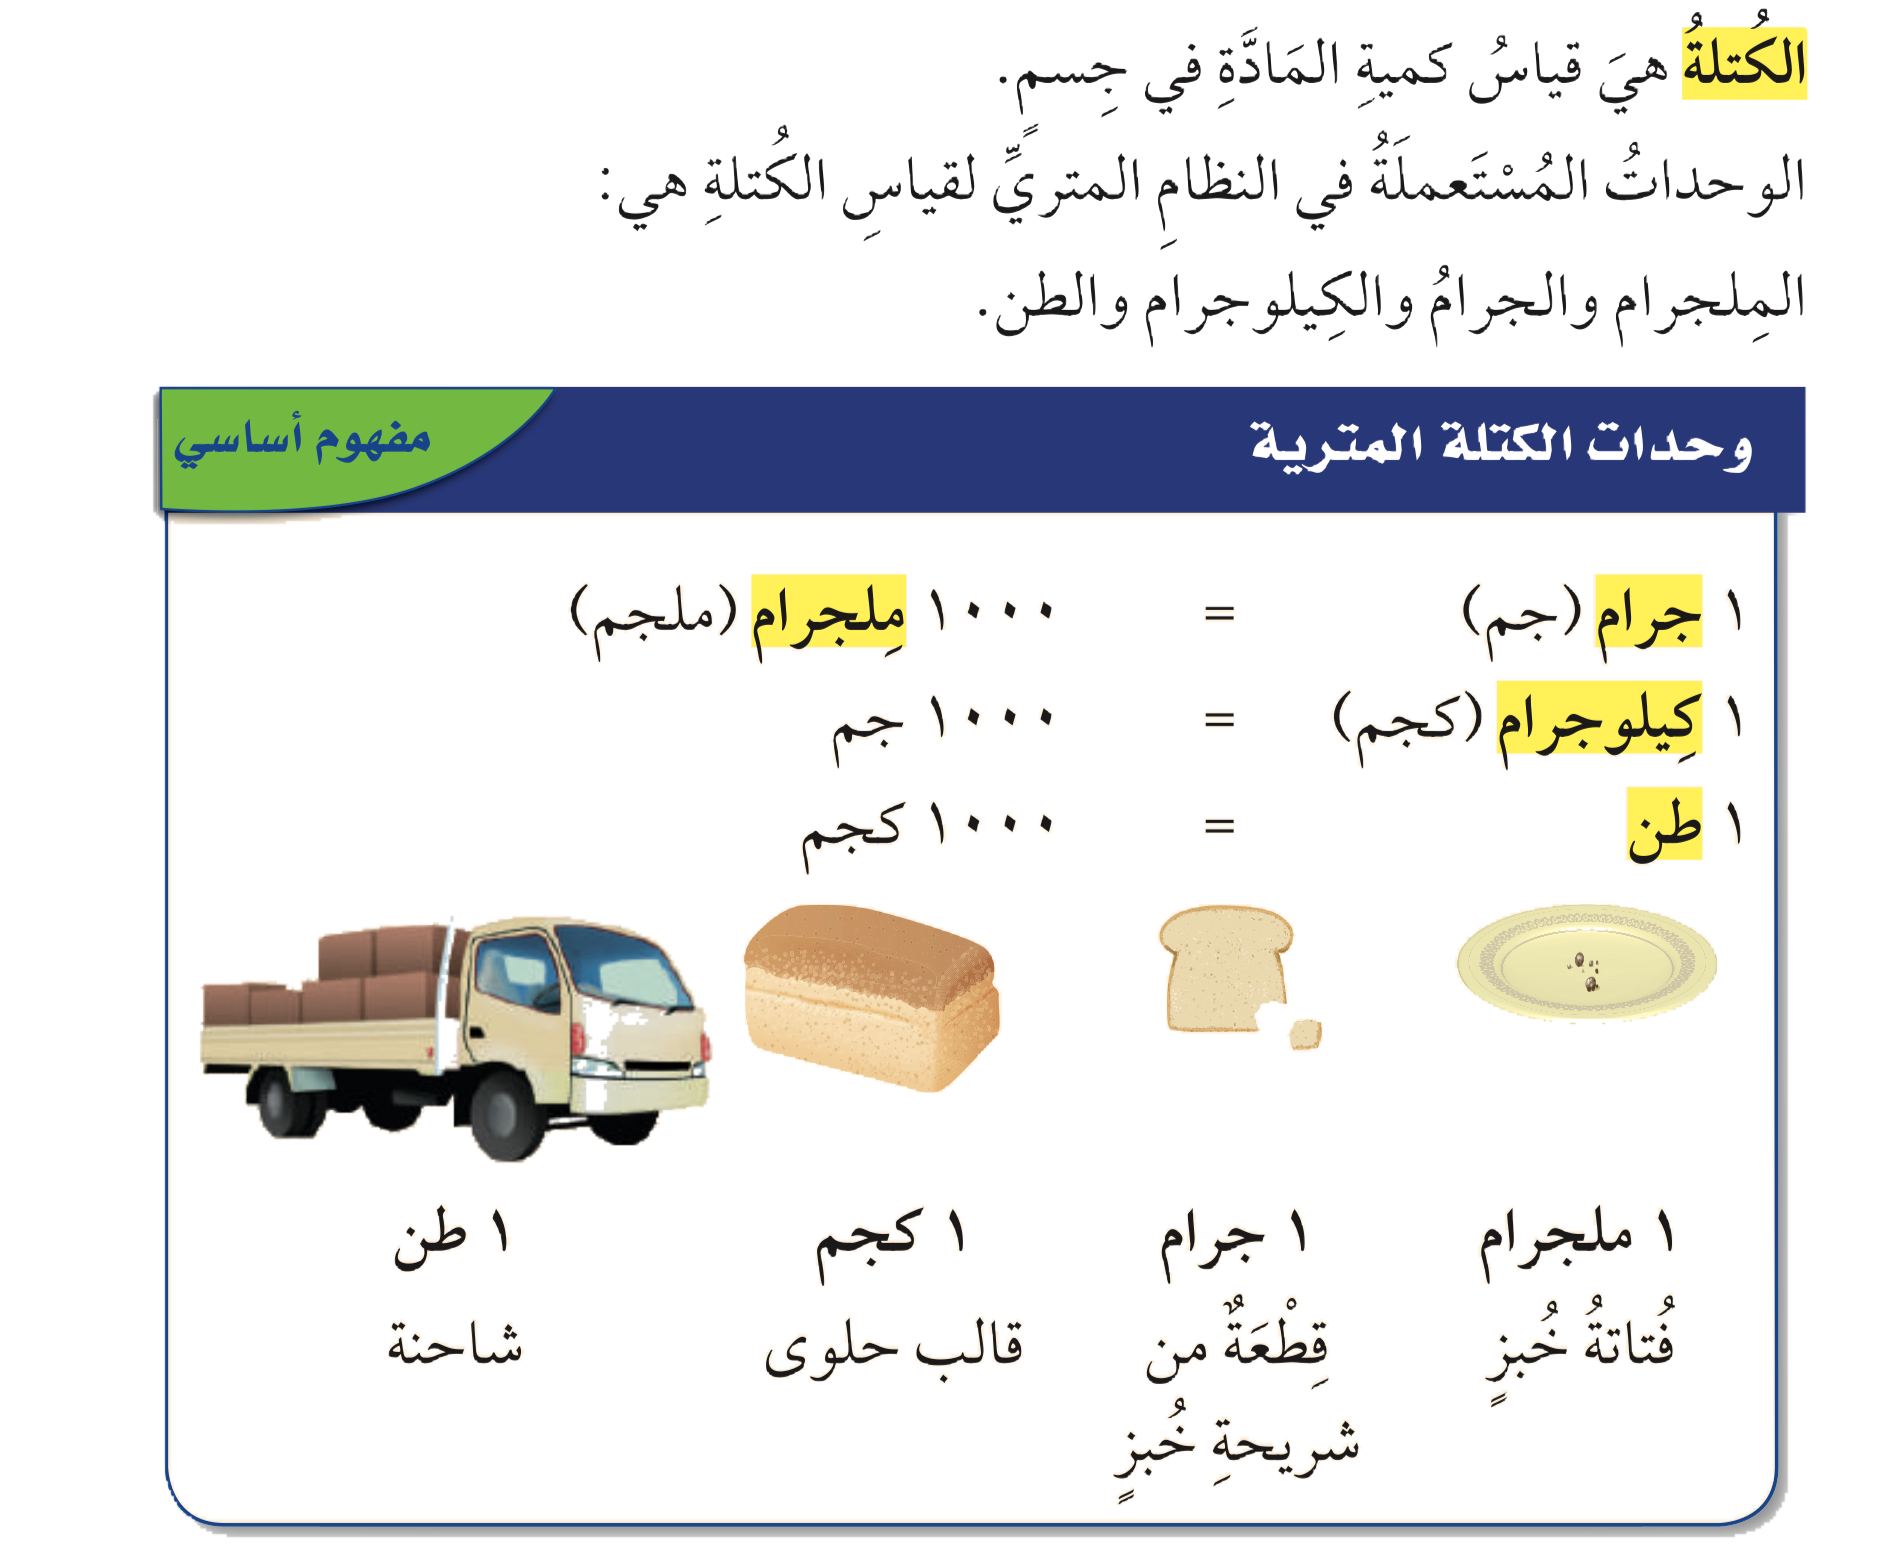 الكُتلةُ هيَ قياسُ كميةِ المَادَّةِ في جِسمٍ.
الوحداتُ المُسْتَعملَةُ في النظامِ المتريِّ لقياسِ الكُتلةِ هي:
المِلجرام والجرامُ والكِيلوجرام والطن.
وحدات الكتلة المترية
مفهوم أساسي
١ جرام (جم) = ١٠٠٠ مِلجرام (ملجم)
١ كِيلوجرام (كجم) = ١٠٠٠ جم
١ طن = ١٠٠٠ كجم
١ ملجرام
فُتاتةُ خُبزٍ
١ جرام
قِطْعَةٌ من
شريحةِ خُبزٍ
١ كجم
قالب حلوى
١ طن
شاحنة